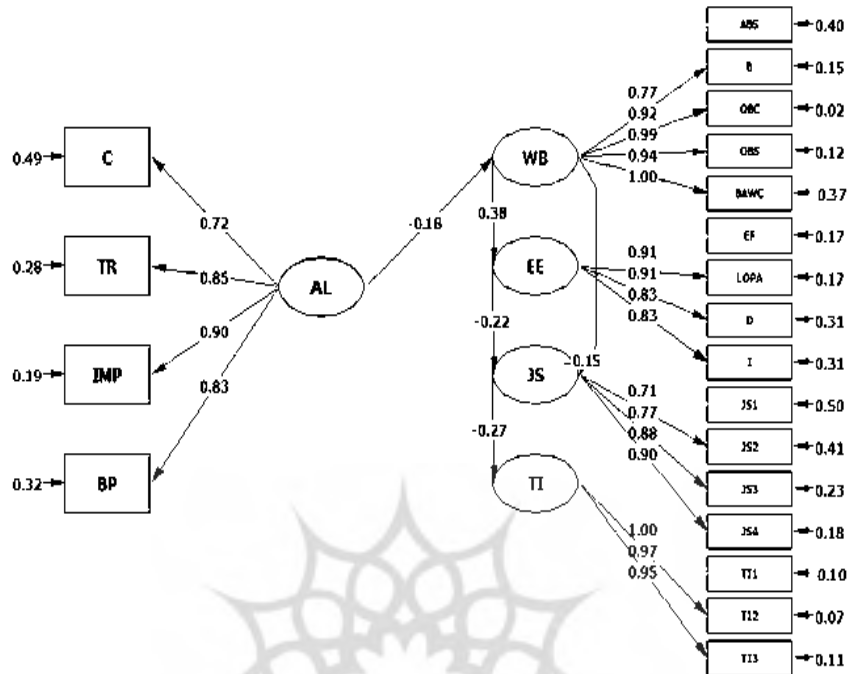 ABS 0.40
B 0.15
0.77
0.92
OBC 0.02
0.99
0.49 C
WB
0.94
OBS 0.12
1.00
BAWC 0.37
0.72
-0.18
0.38
EF 0.17
0.28 TR
0.85
AL
EE
0.91
0.91
LOPA 0.17
0.83
D 0.31
0.83
-0.22
I 0.31
0.90
-0.15
0.19 IMP
0.83
JS
0.71
JS1 0.50
0.77
0.88
JS2 0.41
0.90
-0.27
JS3 0.23
0.32 BP
TI
JS4 0.18
1.00
0.97
TI1 0.10
0.95
TI2 0.07
TI3 0.11